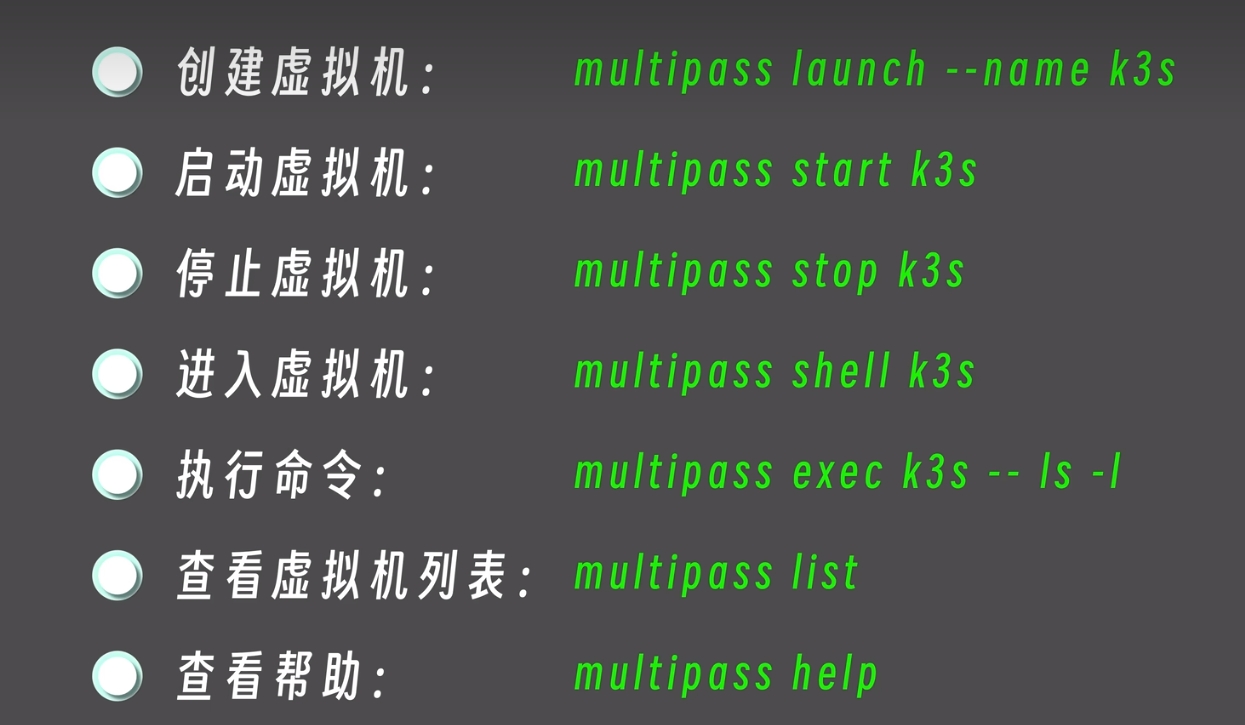 创建虚拟机: multipass launch --name k3s
启动虚拟机: multipass start k3s
停止虚拟机: multipass stop k3s
进入虚拟机: multipass shell k3s
执行命令: multipass exec k3s -- ls -l
查看虚拟机列表: multipass list
查看帮助: multipass help